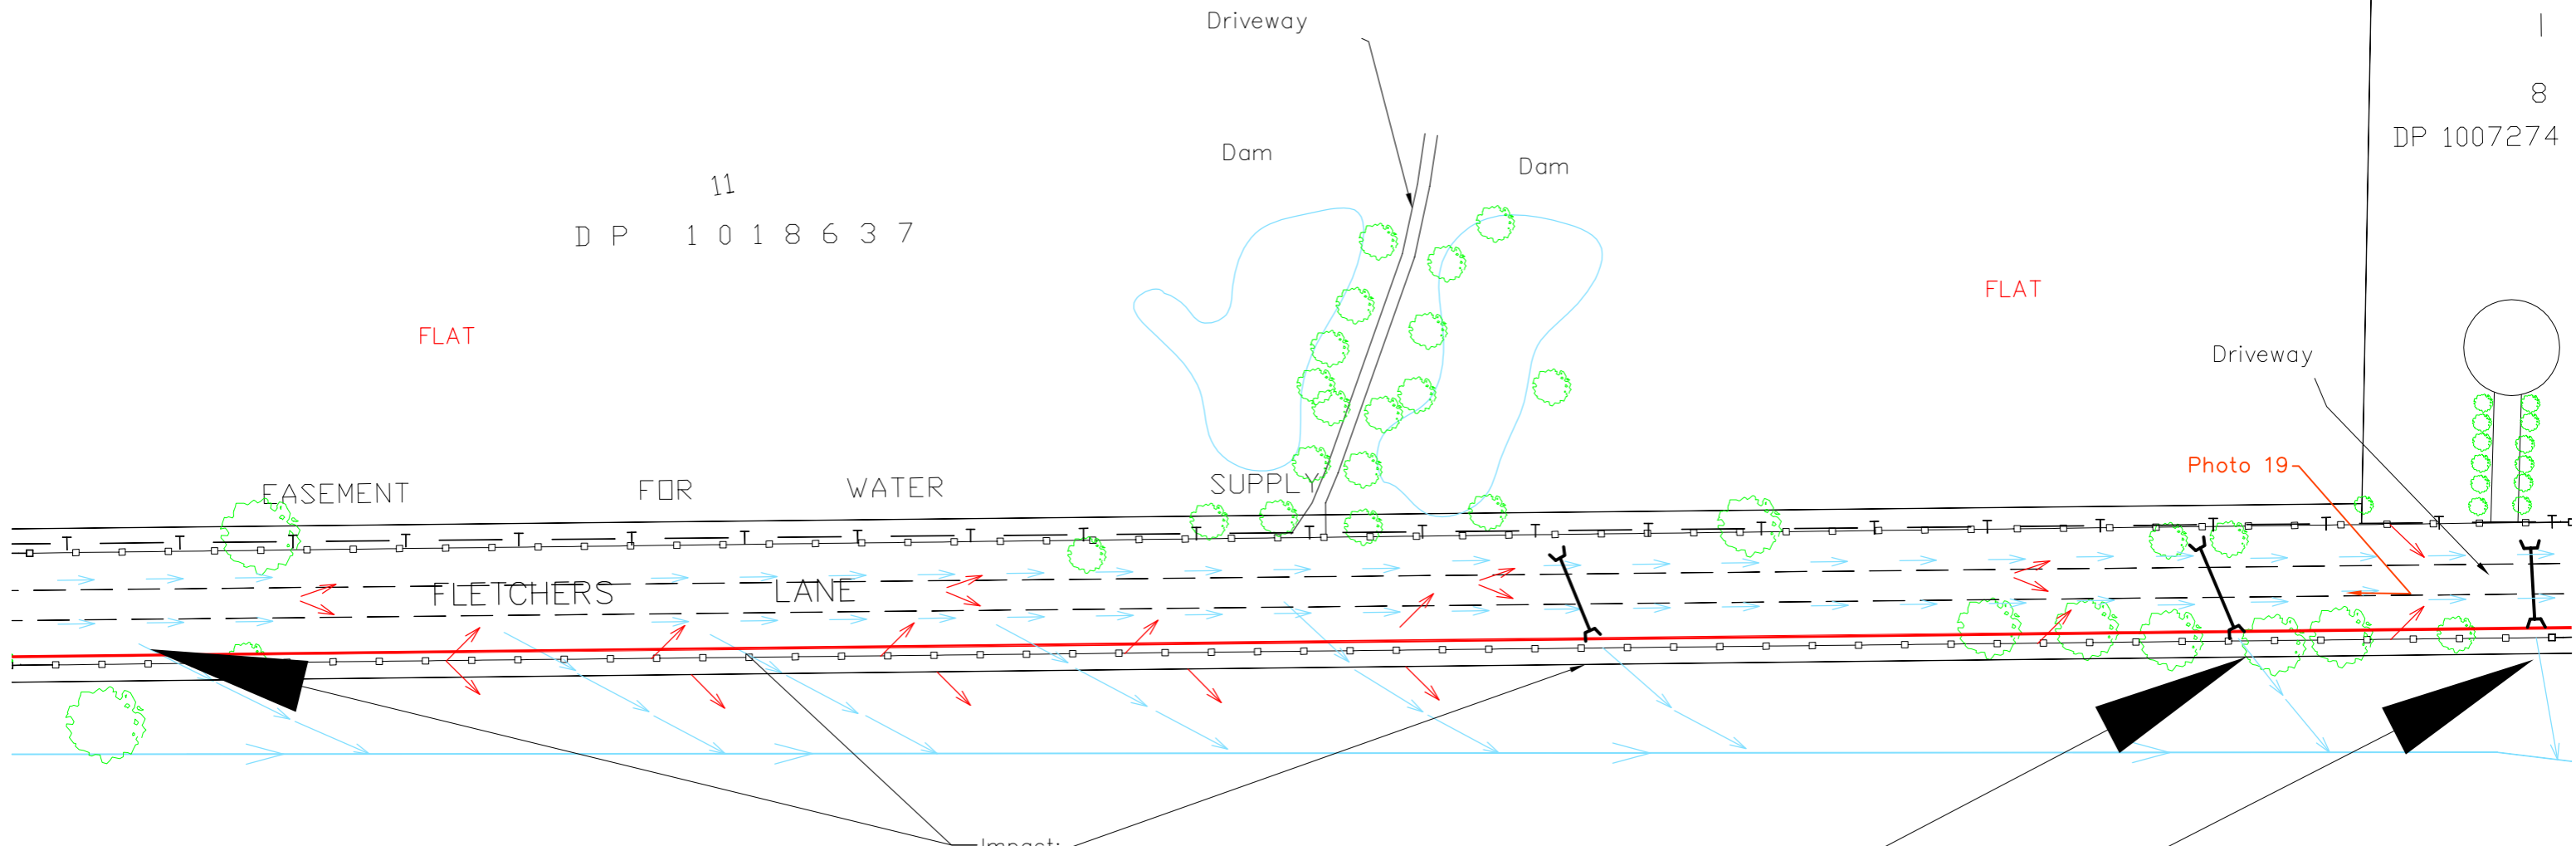 Driveway
8
DP 1007274
Dam
Dam
11
DP 1018637
FLAT
FLAT
Driveway
Photo 19
EASEMENT FOR WATER SUPPLY
T T T T T T T T T T T T T T T T T T T T T T T
FLETCHERS LANE
Impact: